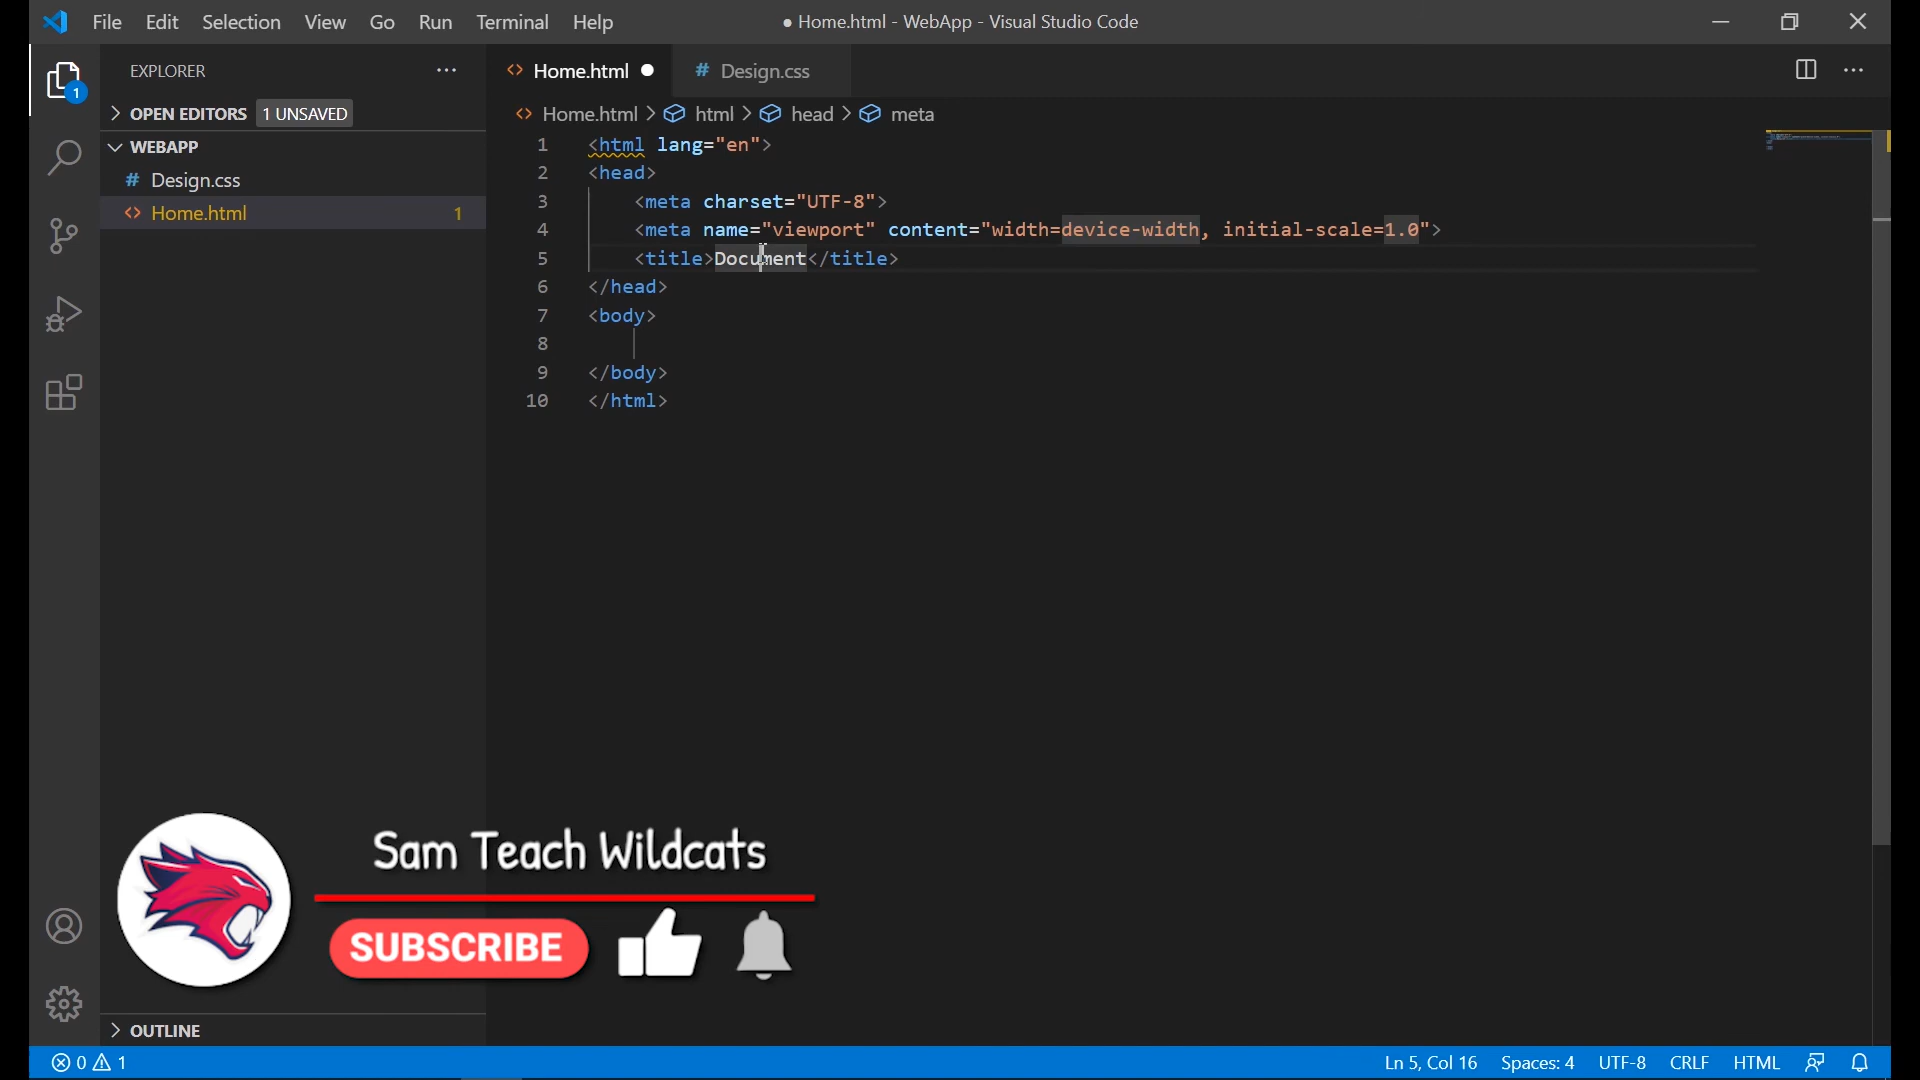 File Edit Selection View Go Run Terminal Help
● Home.html - WebApp - Visual Studio Code
EXPLORER
1
OPEN EDITORS 1 UNSAVED
WEBAPP
# Design.css
<> Home.html 1
<> Home.html ●
# Design.css
<> Home.html > html > head > meta
1 <html lang="en">
2 <head>
3 <meta charset="UTF-8">
4 <meta name="viewport" content="width=device-width, initial-scale=1.0">
5 <title>Document</title>
6 </head>
7 <body>
8
9 </body>
10 </html>
Sam Teach Wildcats
SUBSCRIBE
OUTLINE
0 1
Ln 5, Col 16 Spaces: 4 UTF-8 CRLF HTML